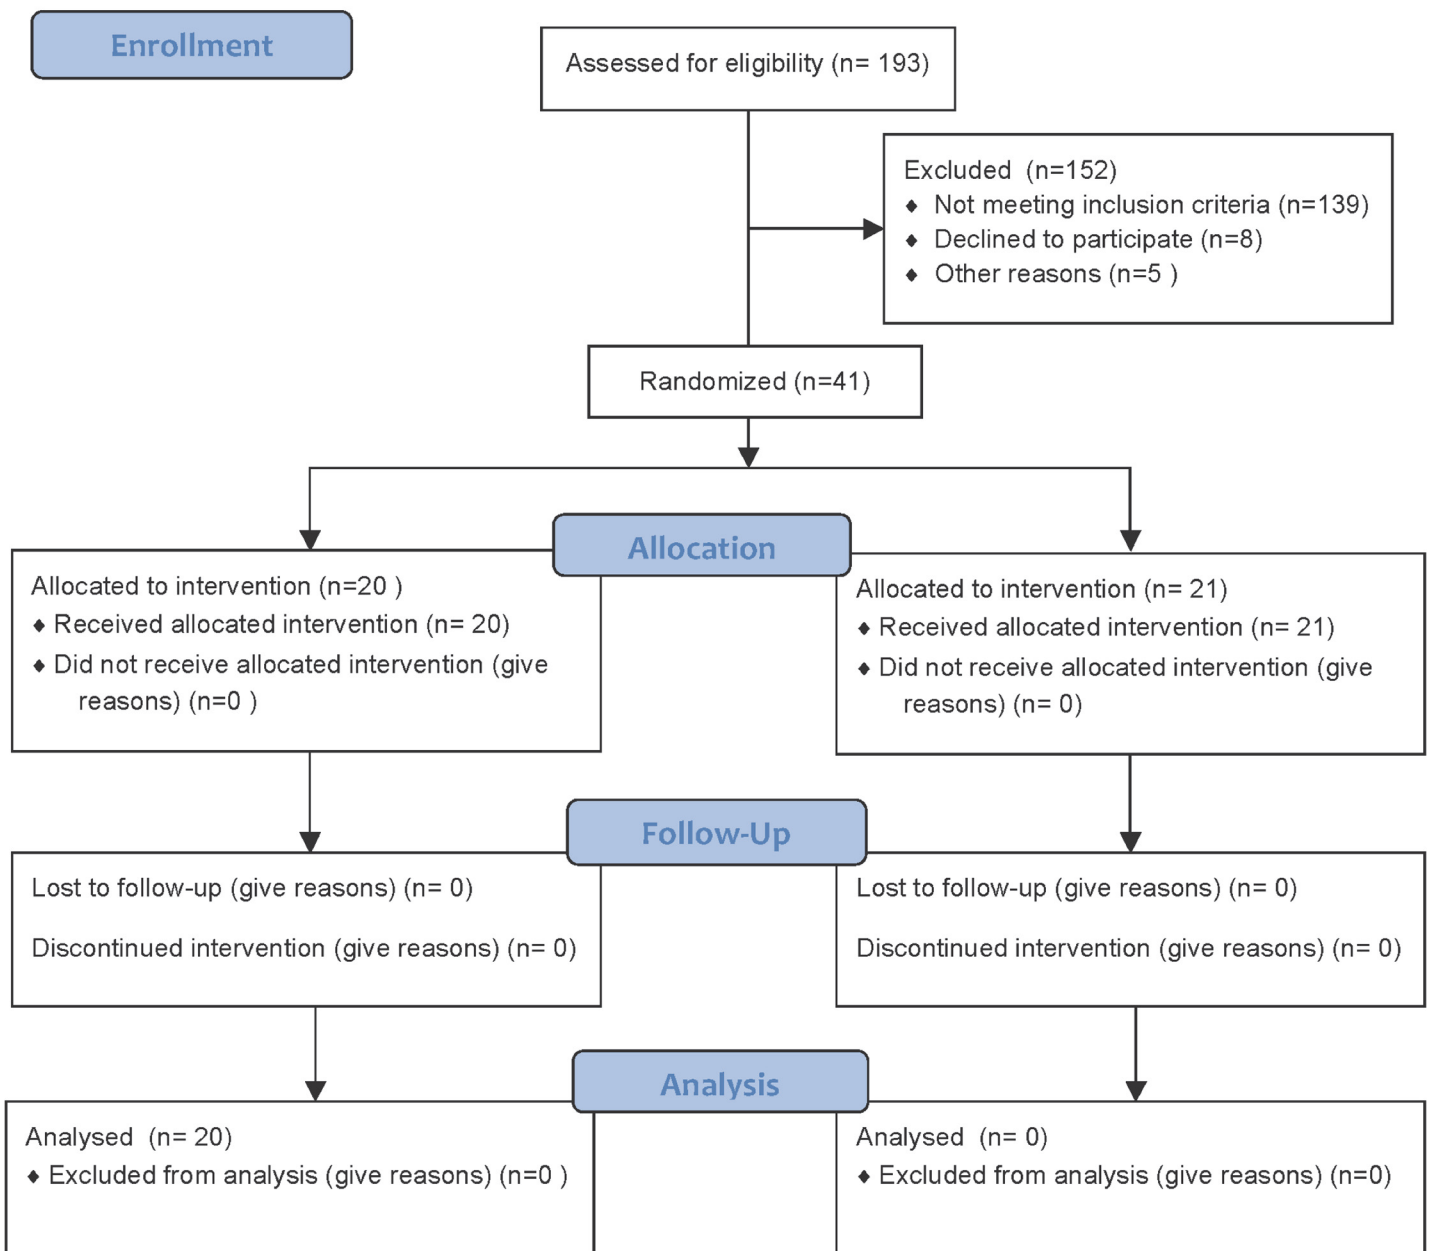 Enrollment
Assessed for eligibility (n= 193)
Excluded (n=152)
♦ Not meeting inclusion criteria (n=139)
♦ Declined to participate (n=8)
♦ Other reasons (n=5 )
Randomized (n=41)
Allocation
Allocated to intervention (n=20 )
♦ Received allocated intervention (n= 20)
♦ Did not receive allocated intervention (give
reasons) (n=0 )
Allocated to intervention (n= 21)
♦ Received allocated intervention (n= 21)
♦ Did not receive allocated intervention (give
reasons) (n= 0)
Follow-Up
Lost to follow-up (give reasons) (n= 0)
Discontinued intervention (give reasons) (n= 0)
Lost to follow-up (give reasons) (n= 0)
Discontinued intervention (give reasons) (n= 0)
Analysis
Analysed (n= 20)
♦ Excluded from analysis (give reasons) (n=0 )
Analysed (n= 0)
♦ Excluded from analysis (give reasons) (n=0)